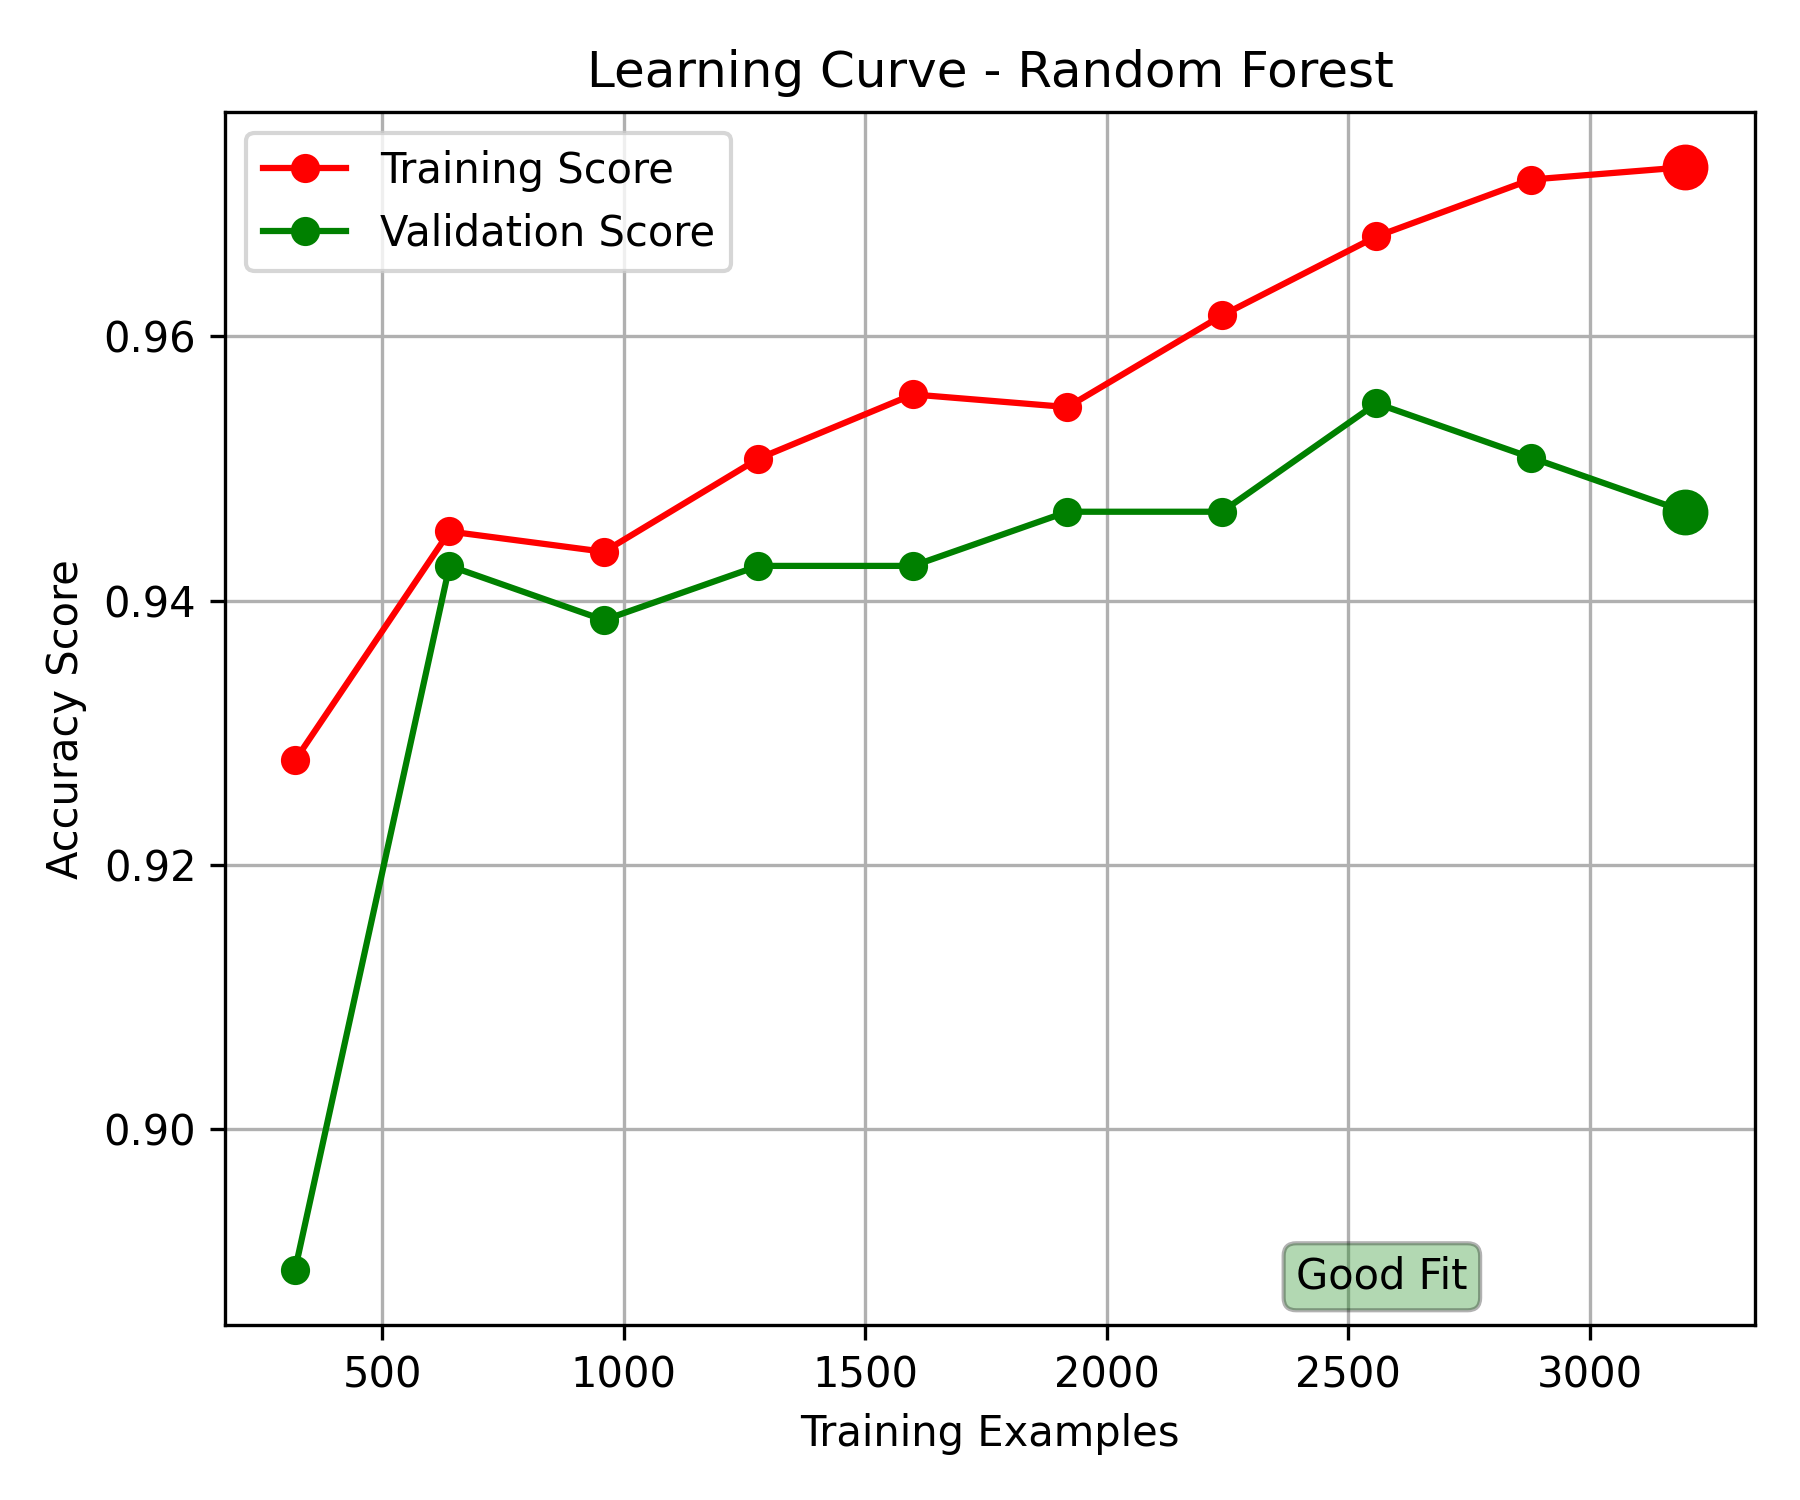 Learning Curve - Random Forest
Training Score
Validation Score
0.96
0.94
0.92
0.90
Accuracy Score
Good Fit
500 1000 1500 2000 2500 3000
Training Examples